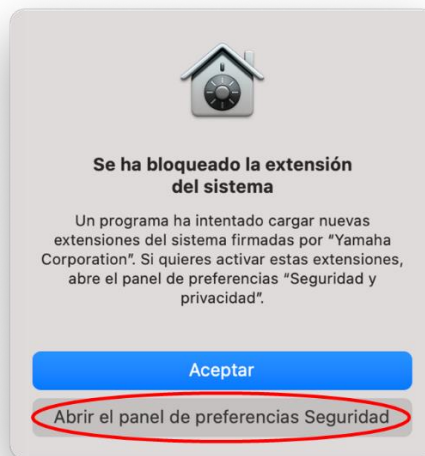 Se ha bloqueado la extensión
del sistema
Un programa ha intentado cargar nuevas
extensiones del sistema firmadas por “Yamaha
Corporation”. Si quieres activar estas extensiones,
abre el panel de preferencias “Seguridad y
privacidad”.
Aceptar
Abrir el panel de preferencias Seguridad